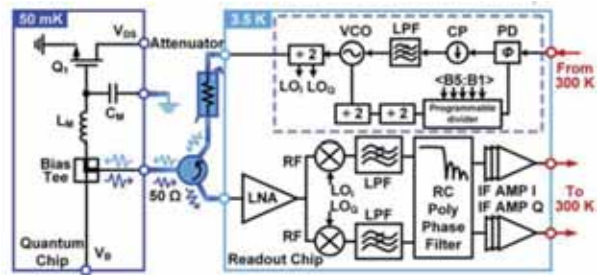 50 mK
3.5 K
V_DS
Attenuator
Q₁
C_M
L_M
Bias
Tee
50 Ω
Quantum
Chip
V_B
÷ 2
VCO
LPF
CP
PD
Φ
LO_I LO_Q
<B5:B1>
÷ 2
÷ 2
Programmable
divider
From
300 K
LNA
RF
LO_I
LO_Q
RF
LPF
LPF
RC
Poly
Phase
Filter
IF AMP I
IF AMP Q
To
300 K
Readout Chip